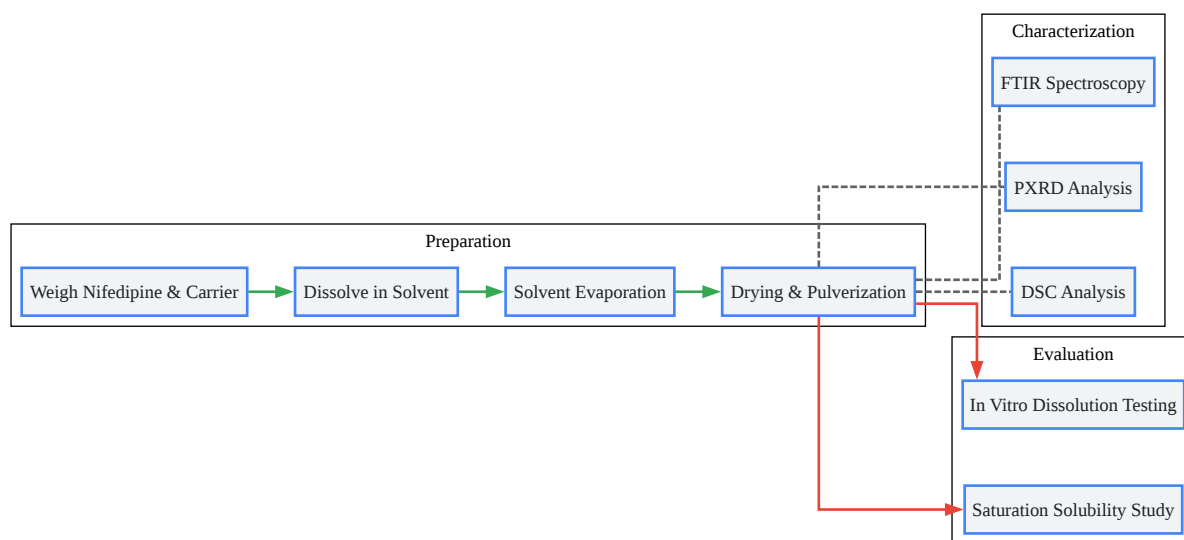 Characterization
FTIR Spectroscopy
PXRD Analysis
Preparation
Weigh Nifedipine & Carrier
Dissolve in Solvent
Solvent Evaporation
Drying & Pulverization
DSC Analysis
Evaluation
In Vitro Dissolution Testing
Saturation Solubility Study